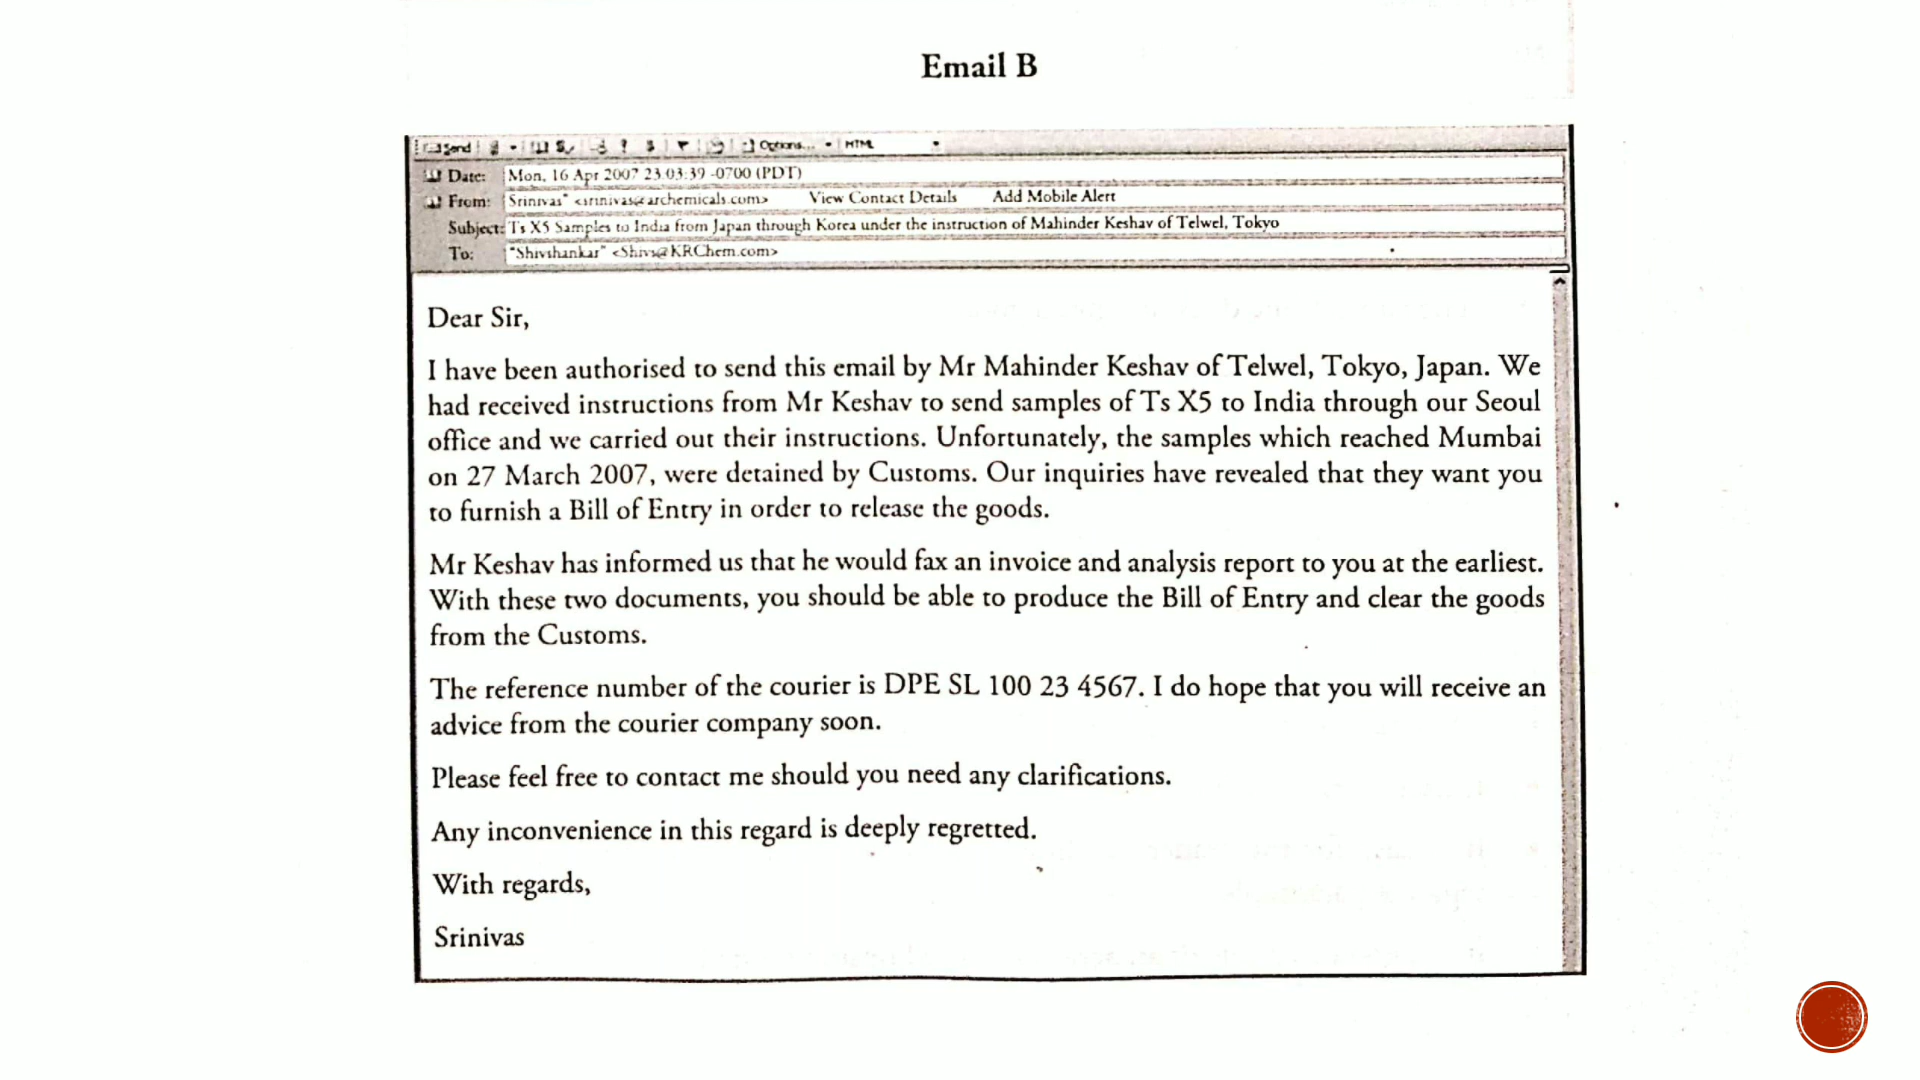 Email B
Send Options... HTML
Date: Mon, 16 Apr 2007 23:03:39 -0700 (PDT)
From: Srinivas" <srinivas@archemicals.com> View Contact Details Add Mobile Alert
Subject: Ts X5 Samples to India from Japan through Korea under the instruction of Mahinder Keshav of Telwel, Tokyo
To: "Shivshankar" <Shivs@KRChem.com>
Dear Sir,
I have been authorised to send this email by Mr Mahinder Keshav of Telwel, Tokyo, Japan. We
had received instructions from Mr Keshav to send samples of Ts X5 to India through our Seoul
office and we carried out their instructions. Unfortunately, the samples which reached Mumbai
on 27 March 2007, were detained by Customs. Our inquiries have revealed that they want you
to furnish a Bill of Entry in order to release the goods.
Mr Keshav has informed us that he would fax an invoice and analysis report to you at the earliest.
With these two documents, you should be able to produce the Bill of Entry and clear the goods
from the Customs.
The reference number of the courier is DPE SL 100 23 4567. I do hope that you will receive an
advice from the courier company soon.
Please feel free to contact me should you need any clarifications.
Any inconvenience in this regard is deeply regretted.
With regards,
Srinivas